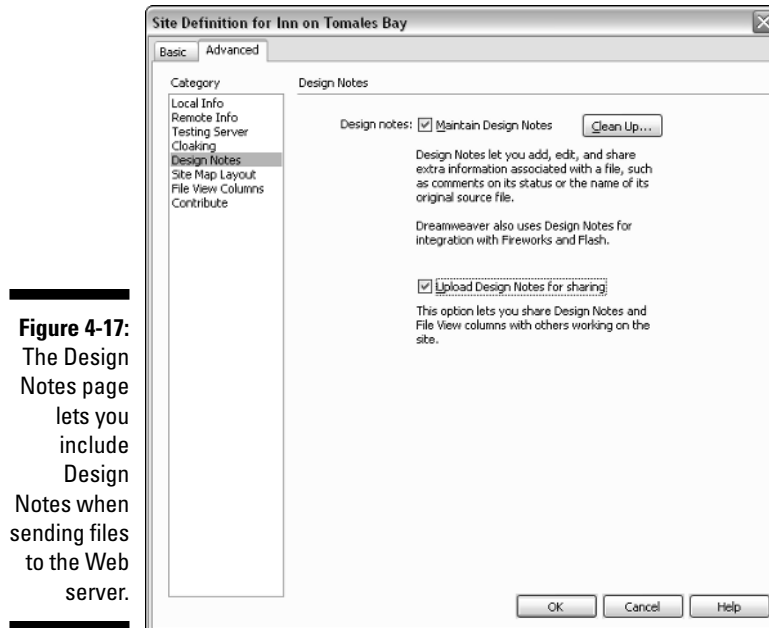 Site Definition for Inn on Tomales Bay
Basic
Advanced
Category
Local Info
Remote Info
Testing Server
Cloaking
Design Notes
Site Map Layout
File View Columns
Contribute
Design Notes
Design notes: Maintain Design Notes
Clean Up...
Design Notes let you add, edit, and share
extra information associated with a file, such
as comments on its status or the name of its
original source file.
Dreamweaver also uses Design Notes for
integration with Fireworks and Flash.
Upload Design Notes for sharing
This option lets you share Design Notes and
File View columns with others working on the
site.
OK
Cancel
Help
Figure 4-17:
The Design
Notes page
lets you
include
Design
Notes when
sending files
to the Web
server.